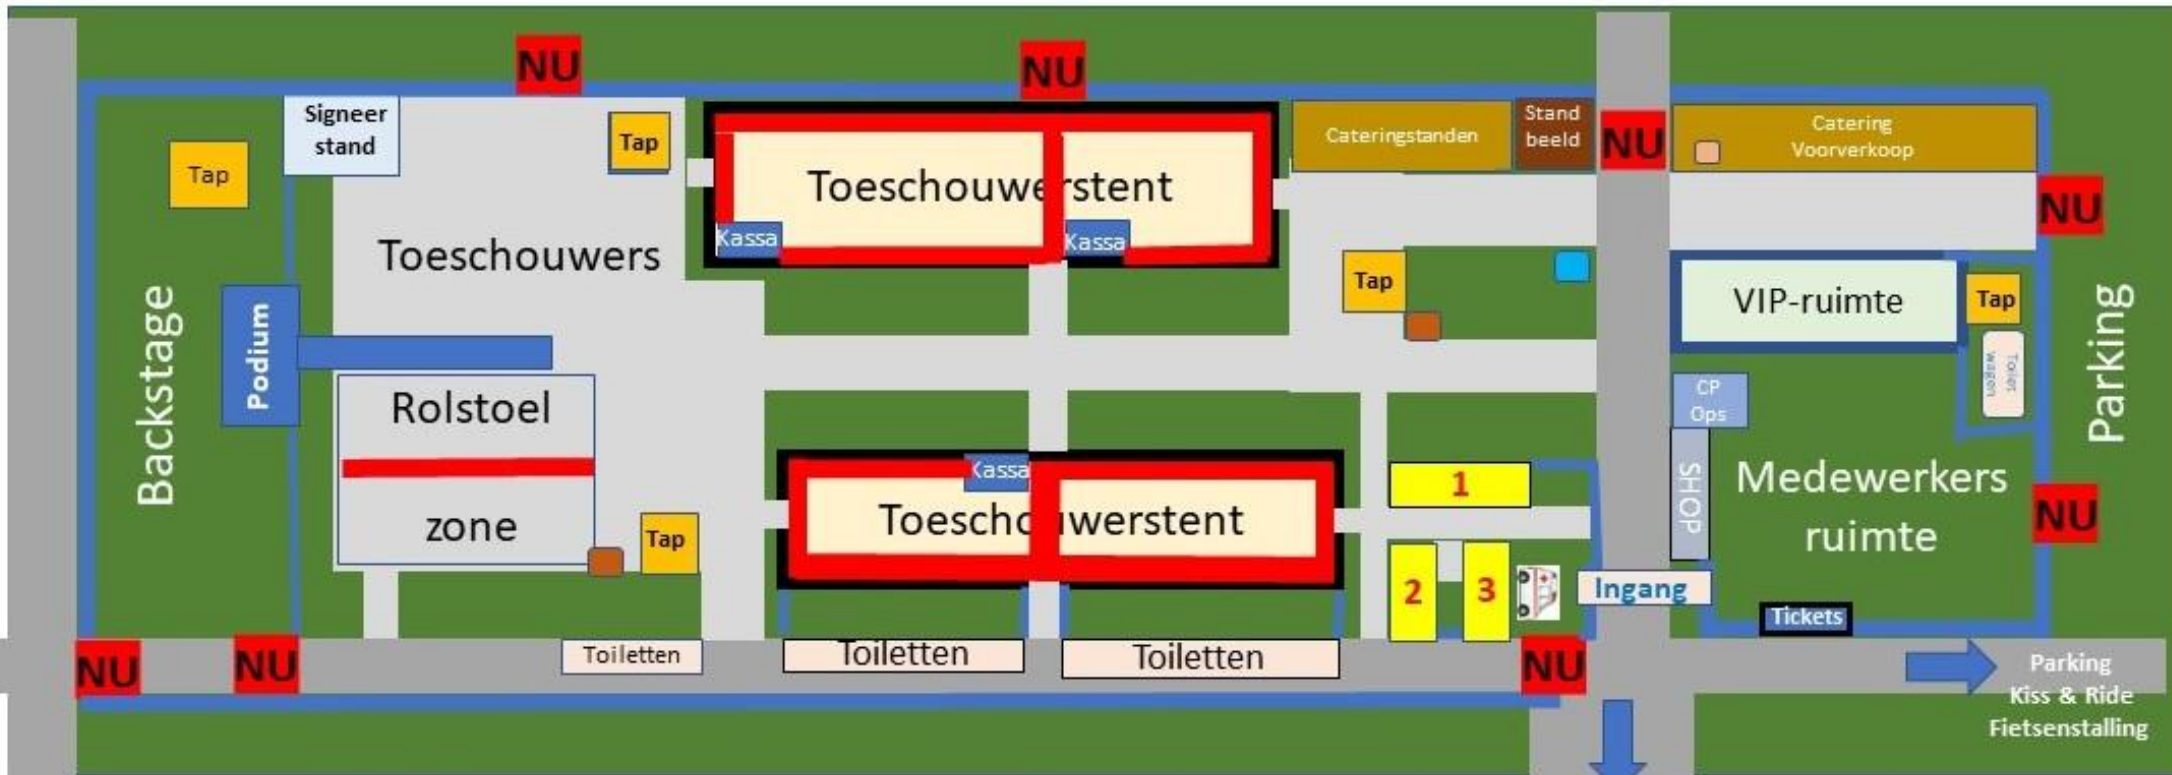 NU
NU
Signeer
stand
Tap
Tap
Toeschouwerstent
Kassa
Kassa
Cateringstanden
Stand
beeld
NU
Catering
Voorverkoop
NU
Toeschouwers
Backstage
Podium
Tap
VIP-ruimte
Tap
Toilet
wagen
Parking
Rolstoel
zone
Tap
Kassa
Toeschouwerstent
CP
Ops
SHOP
Medewerkers
ruimte
NU
1
2
3
Ingang
Tickets
NU
NU
Toiletten
Toiletten
Toiletten
NU
Parking
Kiss & Ride
Fietsenstalling